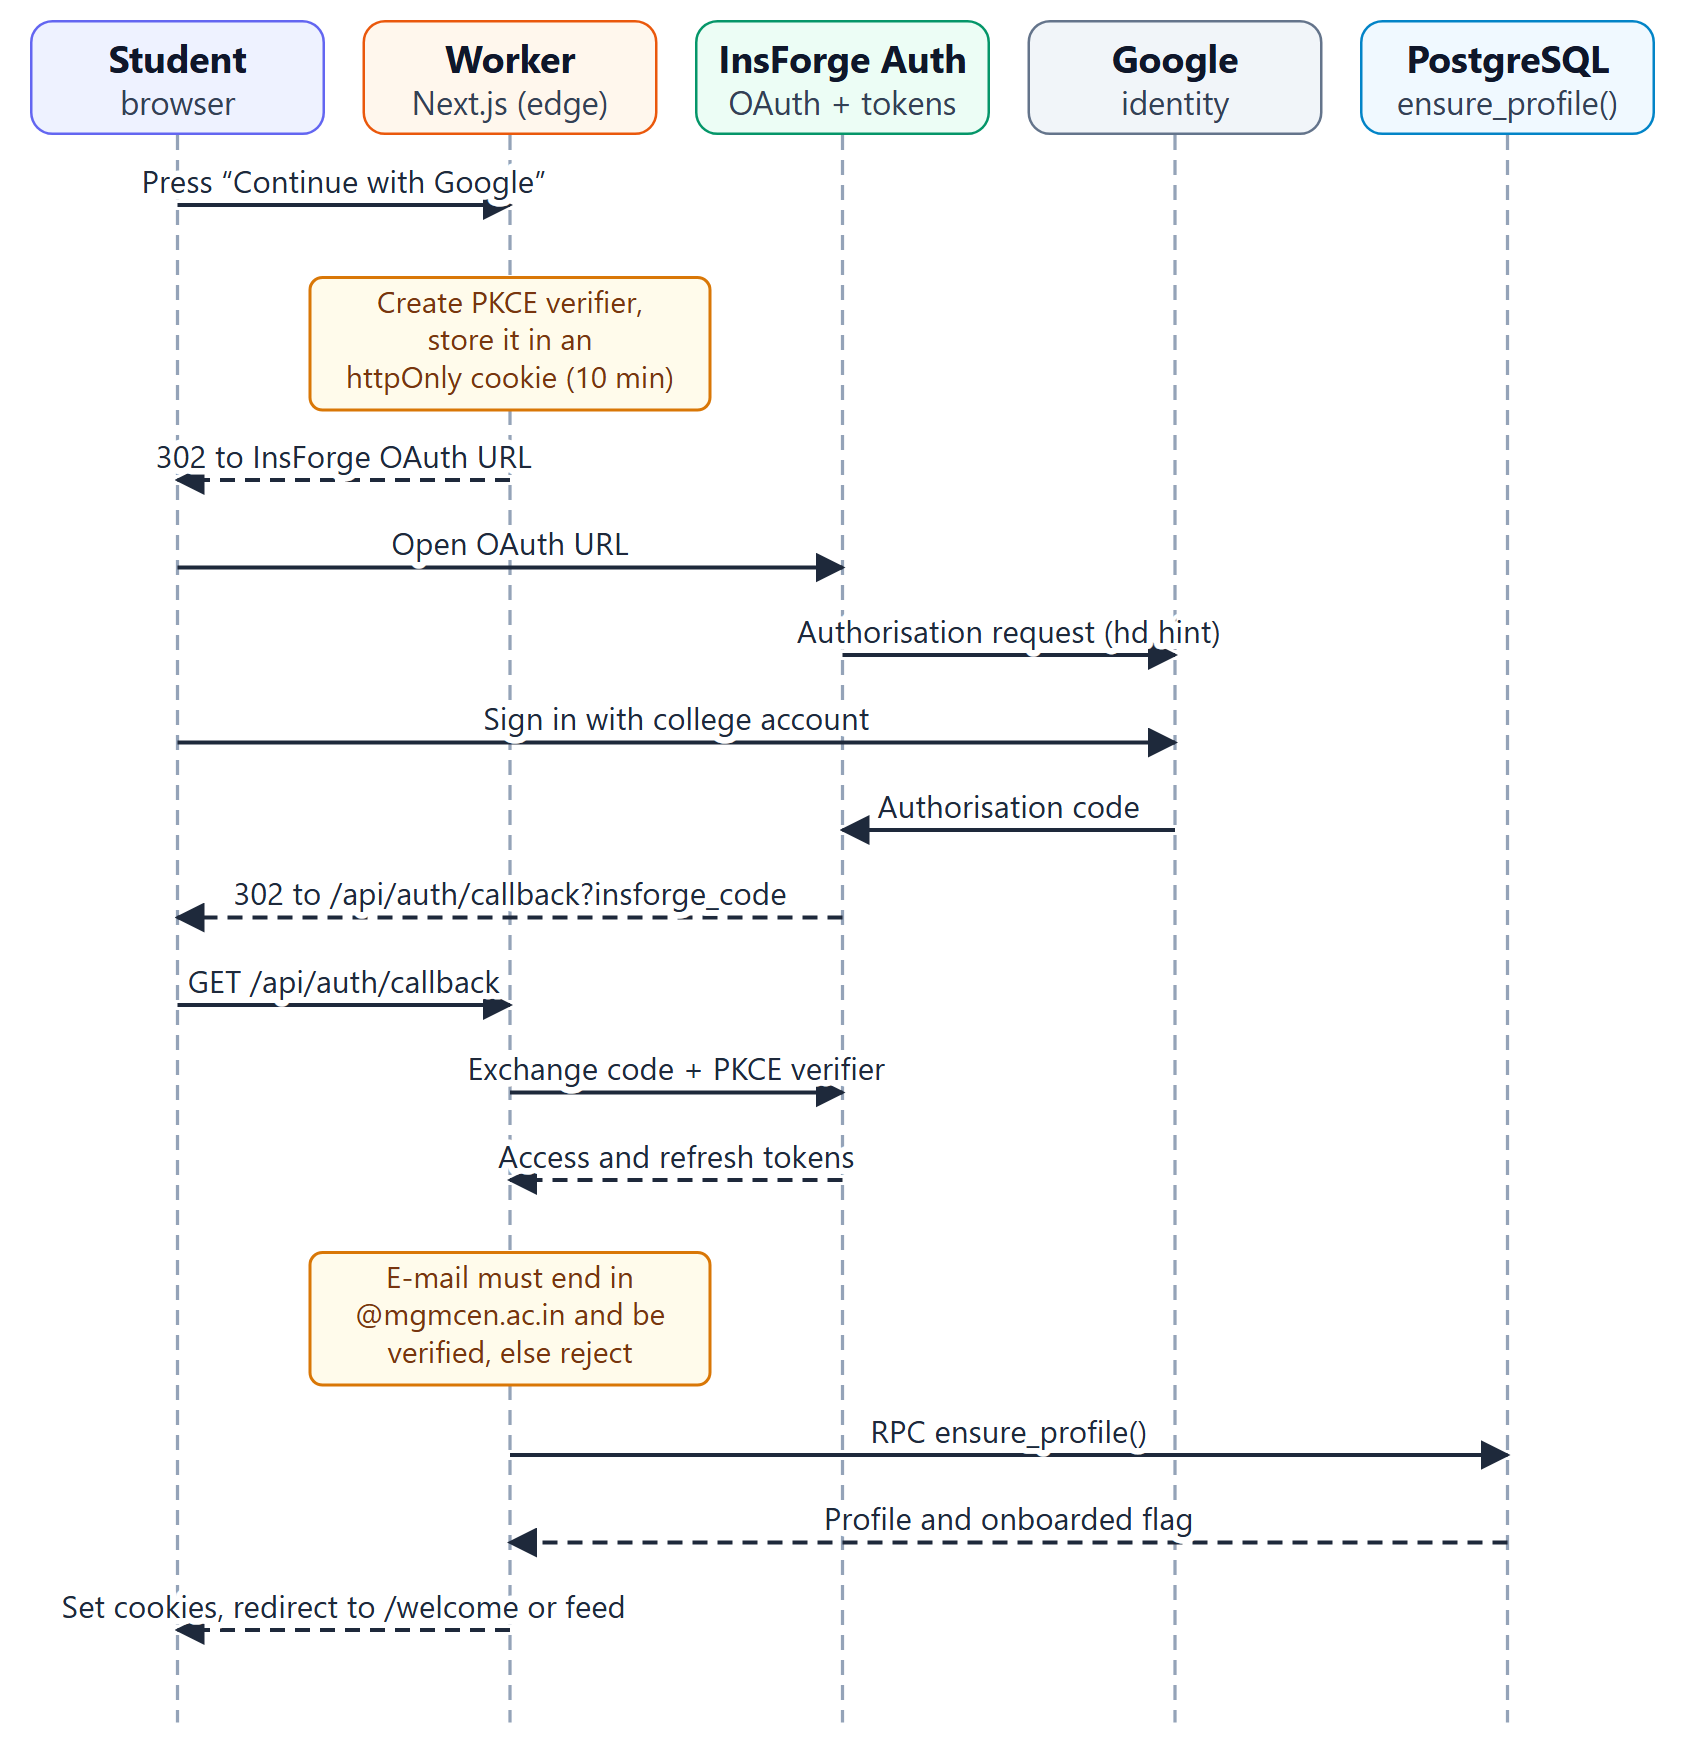 Student
browser
Worker
Next.js (edge)
InsForge Auth
OAuth + tokens
Google
identity
PostgreSQL
ensure_profile()
Press “Continue with Google”
Create PKCE verifier,
store it in an
httpOnly cookie (10 min)
302 to InsForge OAuth URL
Open OAuth URL
Authorisation request (hd hint)
Sign in with college account
Authorisation code
302 to /api/auth/callback?insforge_code
GET /api/auth/callback
Exchange code + PKCE verifier
Access and refresh tokens
E-mail must end in
@mgmcen.ac.in and be
verified, else reject
RPC ensure_profile()
Profile and onboarded flag
Set cookies, redirect to /welcome or feed